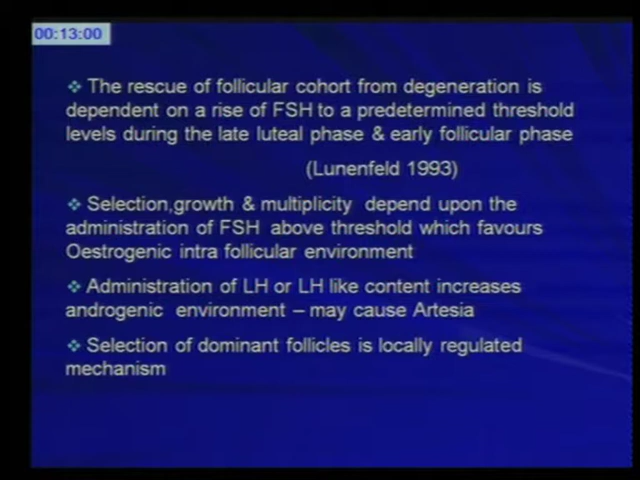 00:13:00
❖ The rescue of follicular cohort from degeneration is
dependent on a rise of FSH to a predetermined threshold
levels during the late luteal phase & early follicular phase
(Lunenfeld 1993)
❖ Selection,growth & multiplicity depend upon the
administration of FSH above threshold which favours
Oestrogenic intra follicular environment
❖ Administration of LH or LH like content increases
androgenic environment – may cause Artesia
❖ Selection of dominant follicles is locally regulated
mechanism